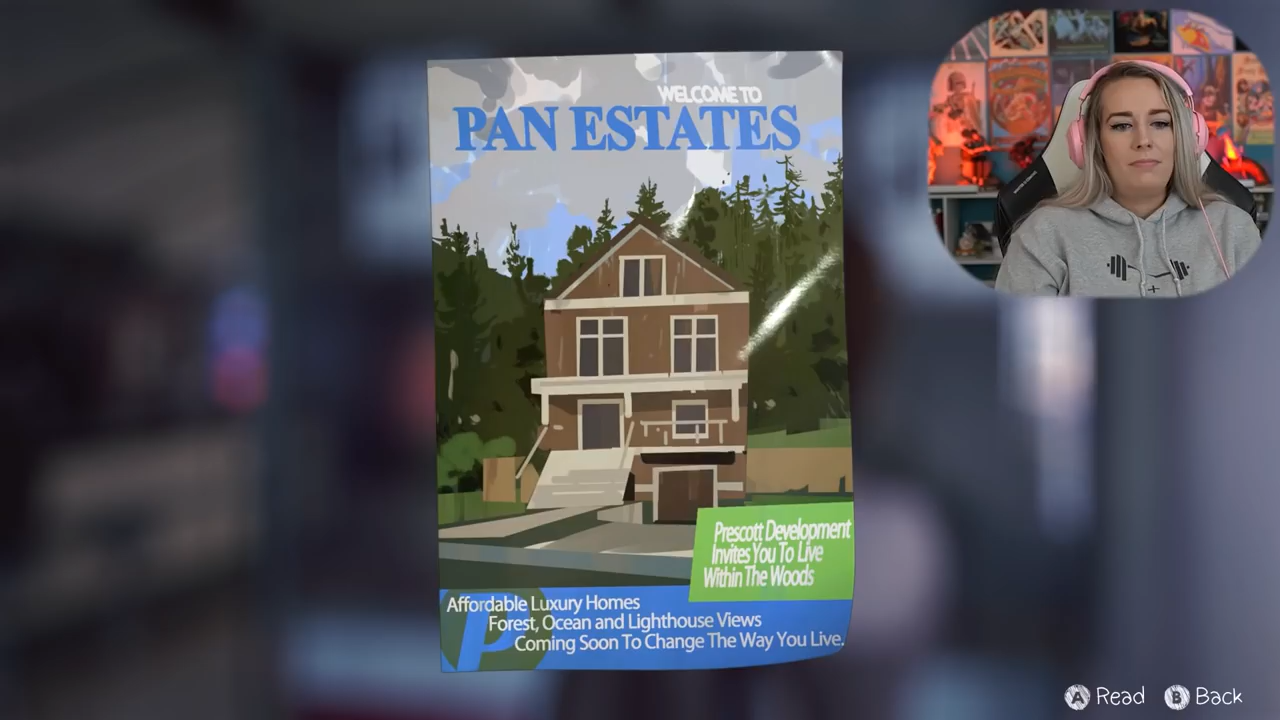 WELCOME TO
PAN ESTATES
Prescott Development
Invites You To Live
Within The Woods
Affordable Luxury Homes
Forest, Ocean and Lighthouse Views
Coming Soon To Change The Way You Live.
P
A Read B Back